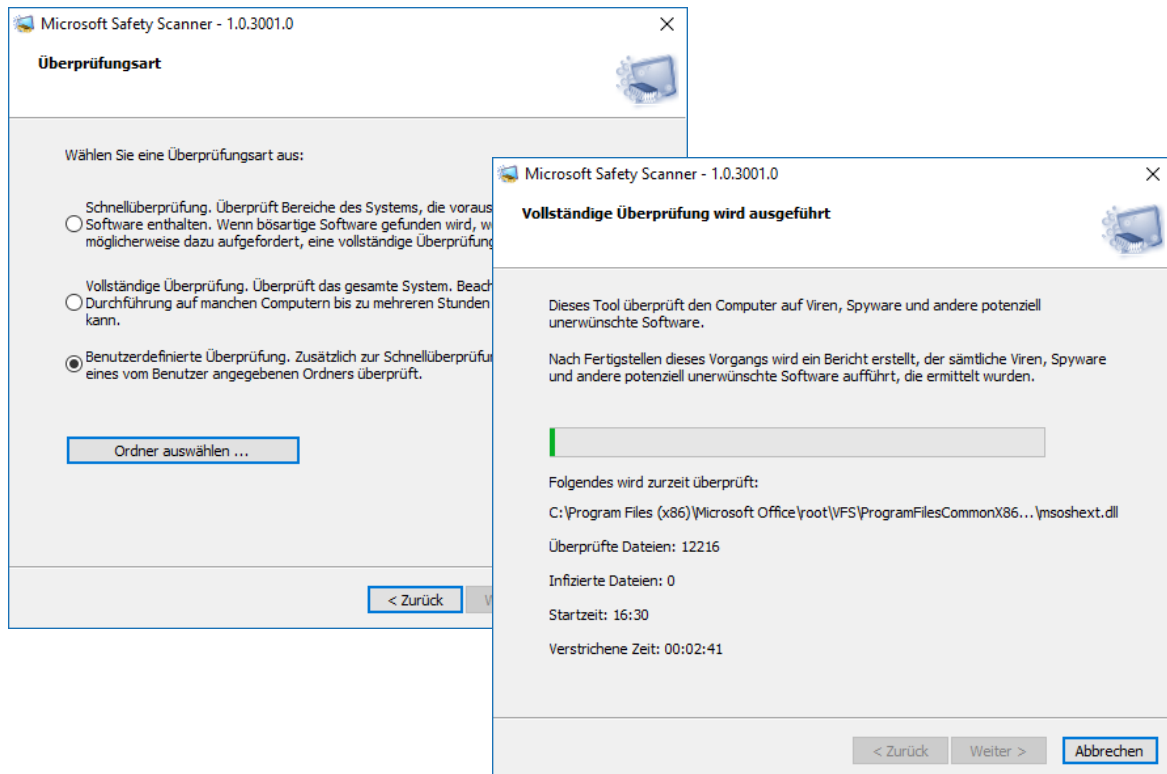 Microsoft Safety Scanner - 1.0.3001.0
Überprüfungsart
Wählen Sie eine Überprüfungsart aus:
Schnellüberprüfung. Überprüft Bereiche des Systems, die
Software enthalten. Wenn bösartige Software gefunden wird,
möglicherweise dazu aufgefordert, eine vollständige
Vollständige Überprüfung. Überprüft das gesamte System.
Durchführung auf manchen Computern bis zu mehreren Stunden
kann.
Benutzerdefinierte Überprüfung. Zusätzlich zur
eines vom Benutzer angegebenen Ordners überprüft.
Ordner auswählen ...
< Zurück
Microsoft Safety Scanner - 1.0.3001.0
Vollständige Überprüfung wird ausgeführt
Dieses Tool überprüft den Computer auf Viren, Spyware und andere potenziell
unerwünschte Software.
Nach Fertigstellen dieses Vorgangs wird ein Bericht erstellt, der sämtliche Viren, Spyware
und andere potenziell unerwünschte Software aufführt, die ermittelt wurden.
Folgendes wird zurzeit überprüft:
C:\Program Files (x86)\Microsoft Office\root\VFS\ProgramFilesCommonX86...\msoshext.dll
Überprüfte Dateien: 12216
Infizierte Dateien: 0
Startzeit: 16:30
Verstrichene Zeit: 00:02:41
< Zurück
Weiter >
Abbrechen